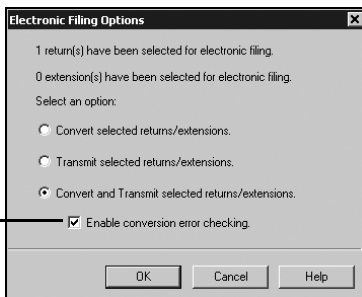 Electronic Filing Options
1 return(s) have been selected for electronic filing.
0 extension(s) have been selected for electronic filing.
Select an option:
Convert selected returns/extensions.
Transmit selected returns/extensions.
Convert and Transmit selected returns/extensions.
Enable conversion error checking.
OK Cancel Help